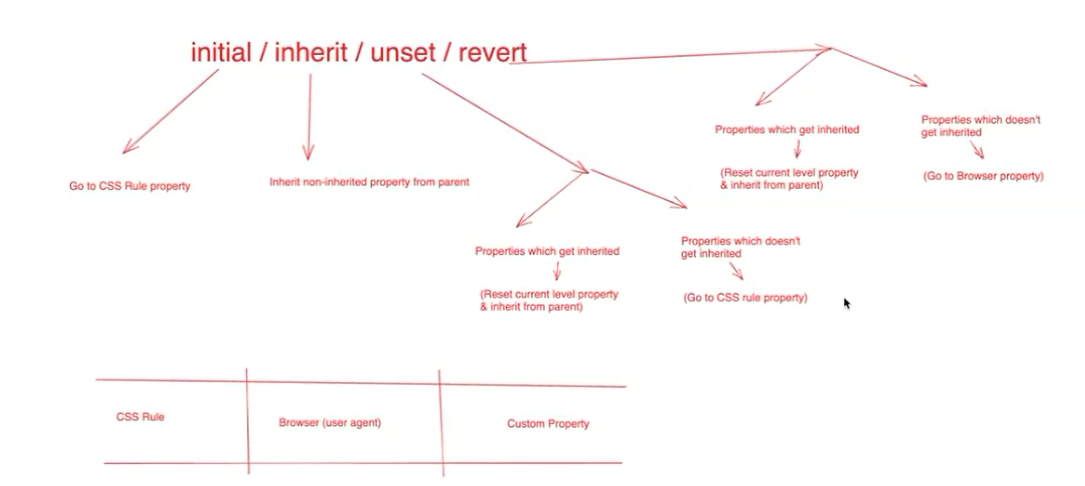 initial / inherit / unset / revert
Go to CSS Rule property
Inherit non-inherited property from parent
Properties which get inherited
(Reset current level property
& inherit from parent)
Properties which doesn't
get inherited
(Go to CSS rule property)
Properties which get inherited
(Reset current level property
& inherit from parent)
Properties which doesn't
get inherited
(Go to Browser property)
CSS Rule
Browser (user agent)
Custom Property